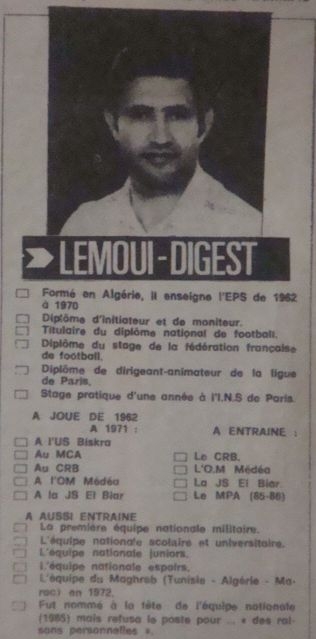 LEMOUI-DIGEST
Formé en Algérie, il enseigne l'EPS de 1962
à 1970
Diplôme d'initiateur et de moniteur.
Titulaire du diplôme national de football.
Diplôme du stage de la fédération française
de football.
Diplôme de dirigeant-animateur de la ligue
de Paris.
Stage pratique d'une année à l'I.N.S de Paris.
A JOUE DE 1962
A 1971 :
A l'US Biskra
Au MCA
Au CRB
A l'OM Médéa
A la JS El Biar
A ENTRAINE :
Le CRB.
L'O.M Médéa
La JS El Biar
Le MPA (85-86)
A AUSSI ENTRAINE
La première équipe nationale militaire.
L'équipe nationale scolaire et universitaire.
L'équipe nationale juniors.
L'équipe nationale espoirs.
L'équipe du Maghreb (Tunisie - Algérie - Ma-
roc) en 1972.
Fut nommé à la tête de l'équipe nationale
(1985) mais refusa le poste pour ... « des rai-
sons personnelles ».